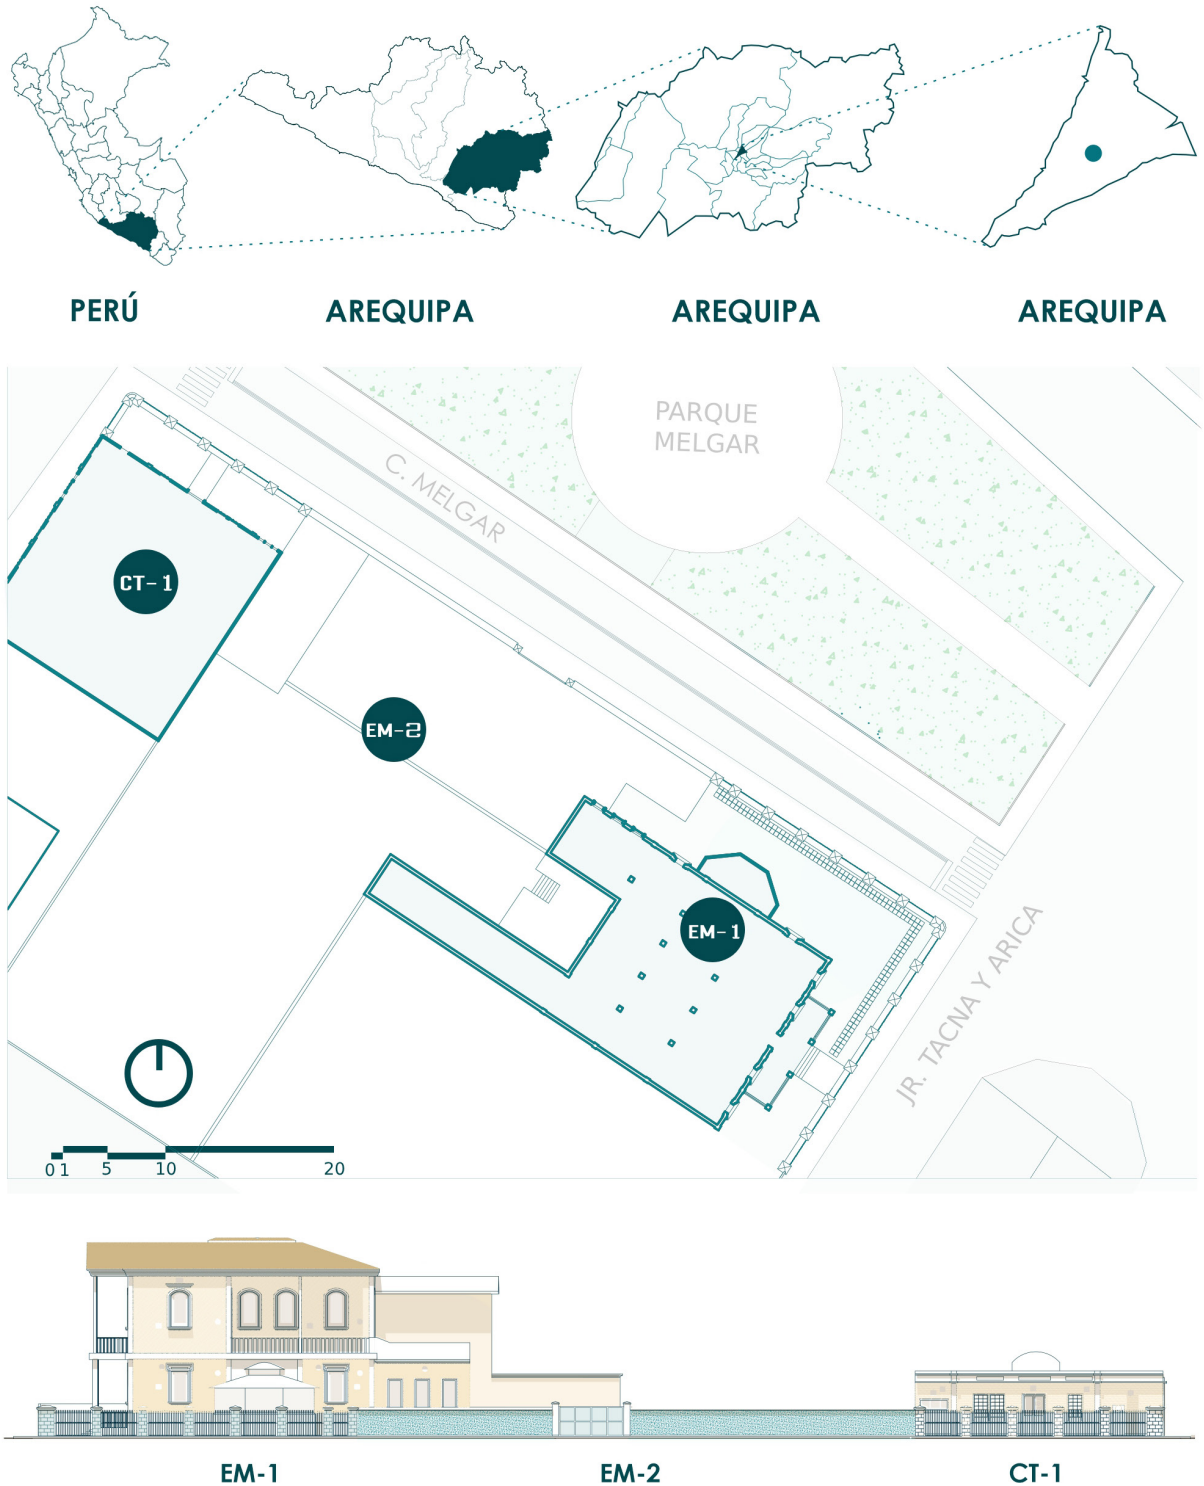 PERÚ
AREQUIPA
AREQUIPA
AREQUIPA
PARQUE
MELGAR
C. MELGAR
CT-1
EM-2
EM-1
JR. TACNA Y ARICA
0 1 5 10 20
EM-1
EM-2
CT-1